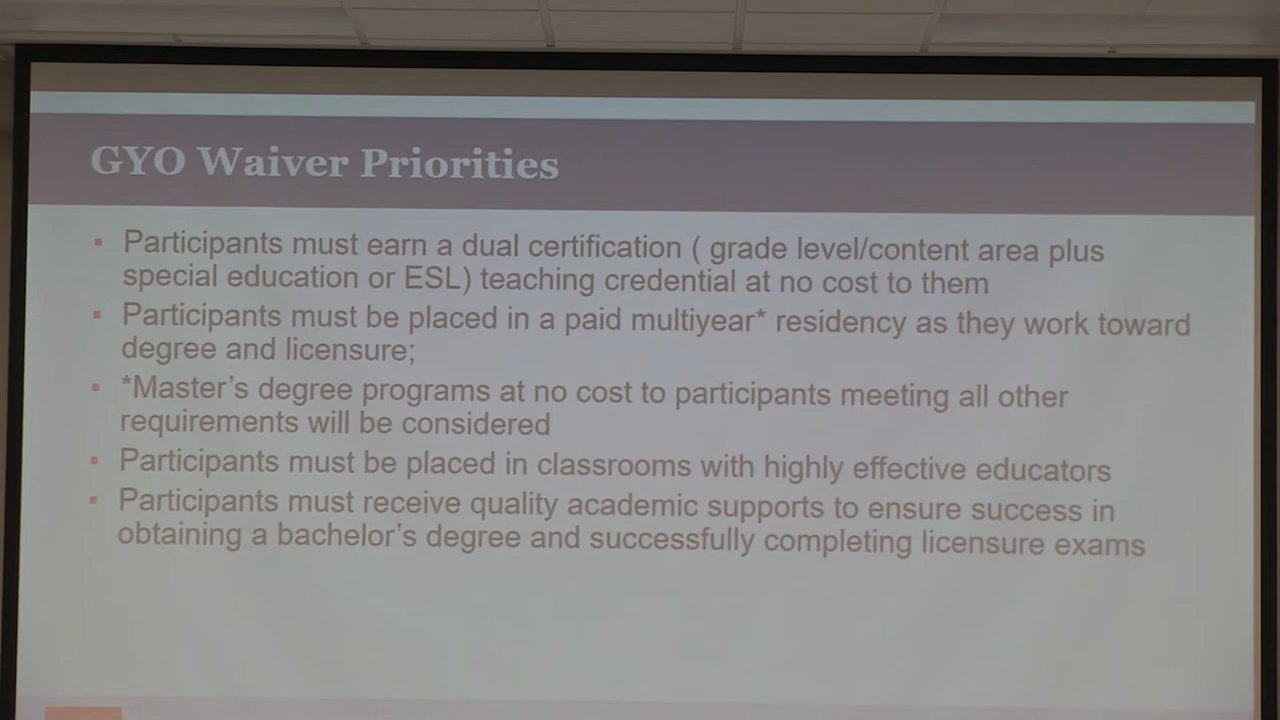 GYO Waiver Priorities
▪ Participants must earn a dual certification ( grade level/content area plus
special education or ESL) teaching credential at no cost to them
▪ Participants must be placed in a paid multiyear* residency as they work toward
degree and licensure;
▪ *Master's degree programs at no cost to participants meeting all other
requirements will be considered
▪ Participants must be placed in classrooms with highly effective educators
▪ Participants must receive quality academic supports to ensure success in
obtaining a bachelor's degree and successfully completing licensure exams